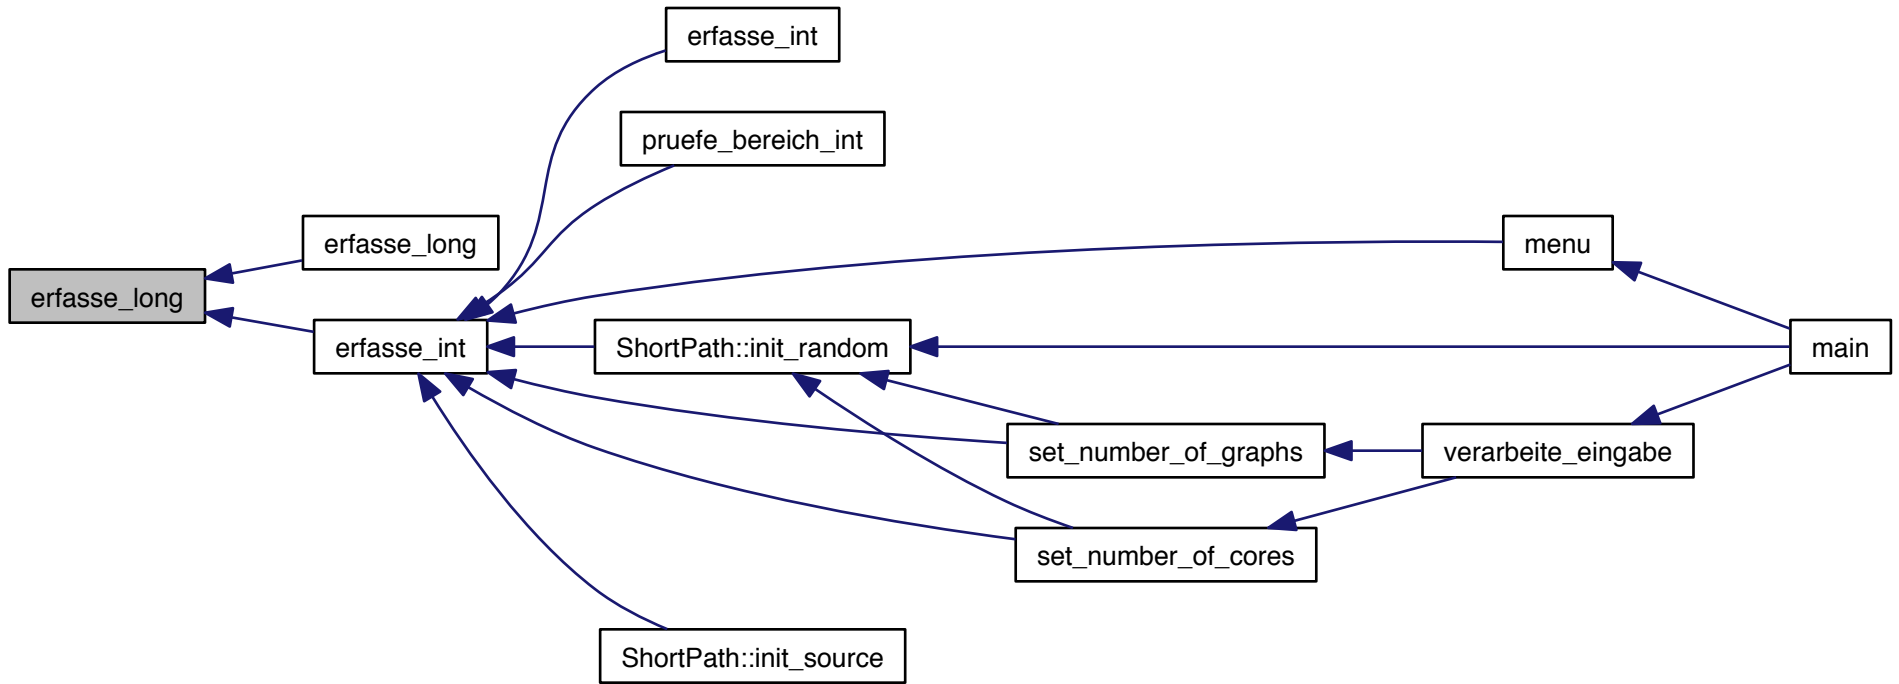 erfasse_int
pruefe_bereich_int
erfasse_long
menu
erfasse_long
erfasse_int
ShortPath::init_random
main
set_number_of_graphs
verarbeite_eingabe
set_number_of_cores
ShortPath::init_source